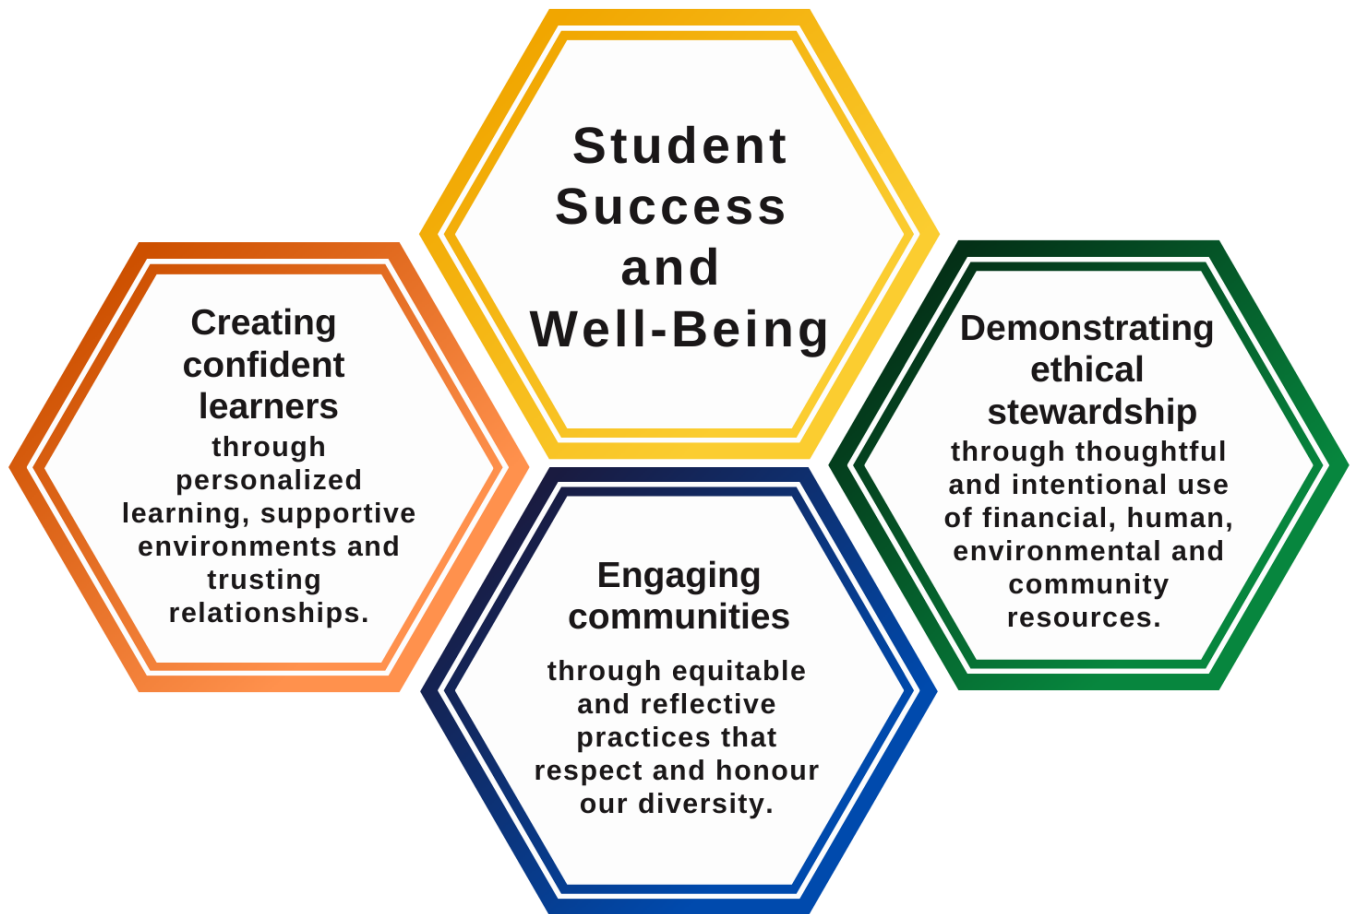 Student
Success
and
Well-Being
Creating
confident
learners
through
personalized
learning, supportive
environments and
trusting
relationships.
Engaging
communities
through equitable
and reflective
practices that
respect and honour
our diversity.
Demonstrating
ethical
stewardship
through thoughtful
and intentional use
of financial, human,
environmental and
community
resources.